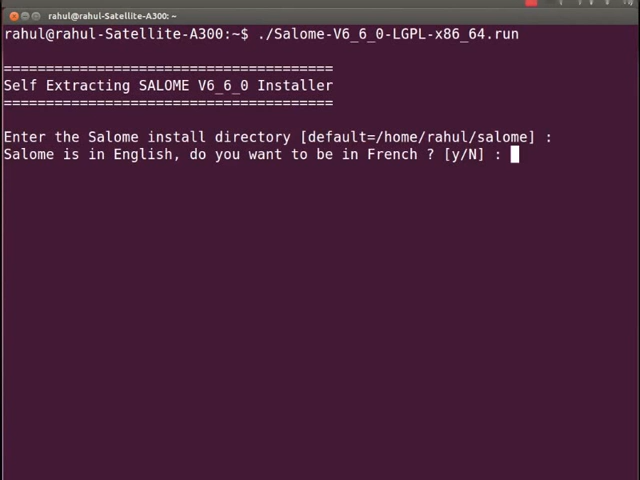 rahul@rahul-Satellite-A300: ~
rahul@rahul-Satellite-A300:~$ ./Salome-V6_6_0-LGPL-x86_64.run
=======================================
Self Extracting SALOME V6_6_0 Installer
=======================================
Enter the Salome install directory [default=/home/rahul/salome] :
Salome is in English, do you want to be in French ? [y/N] :